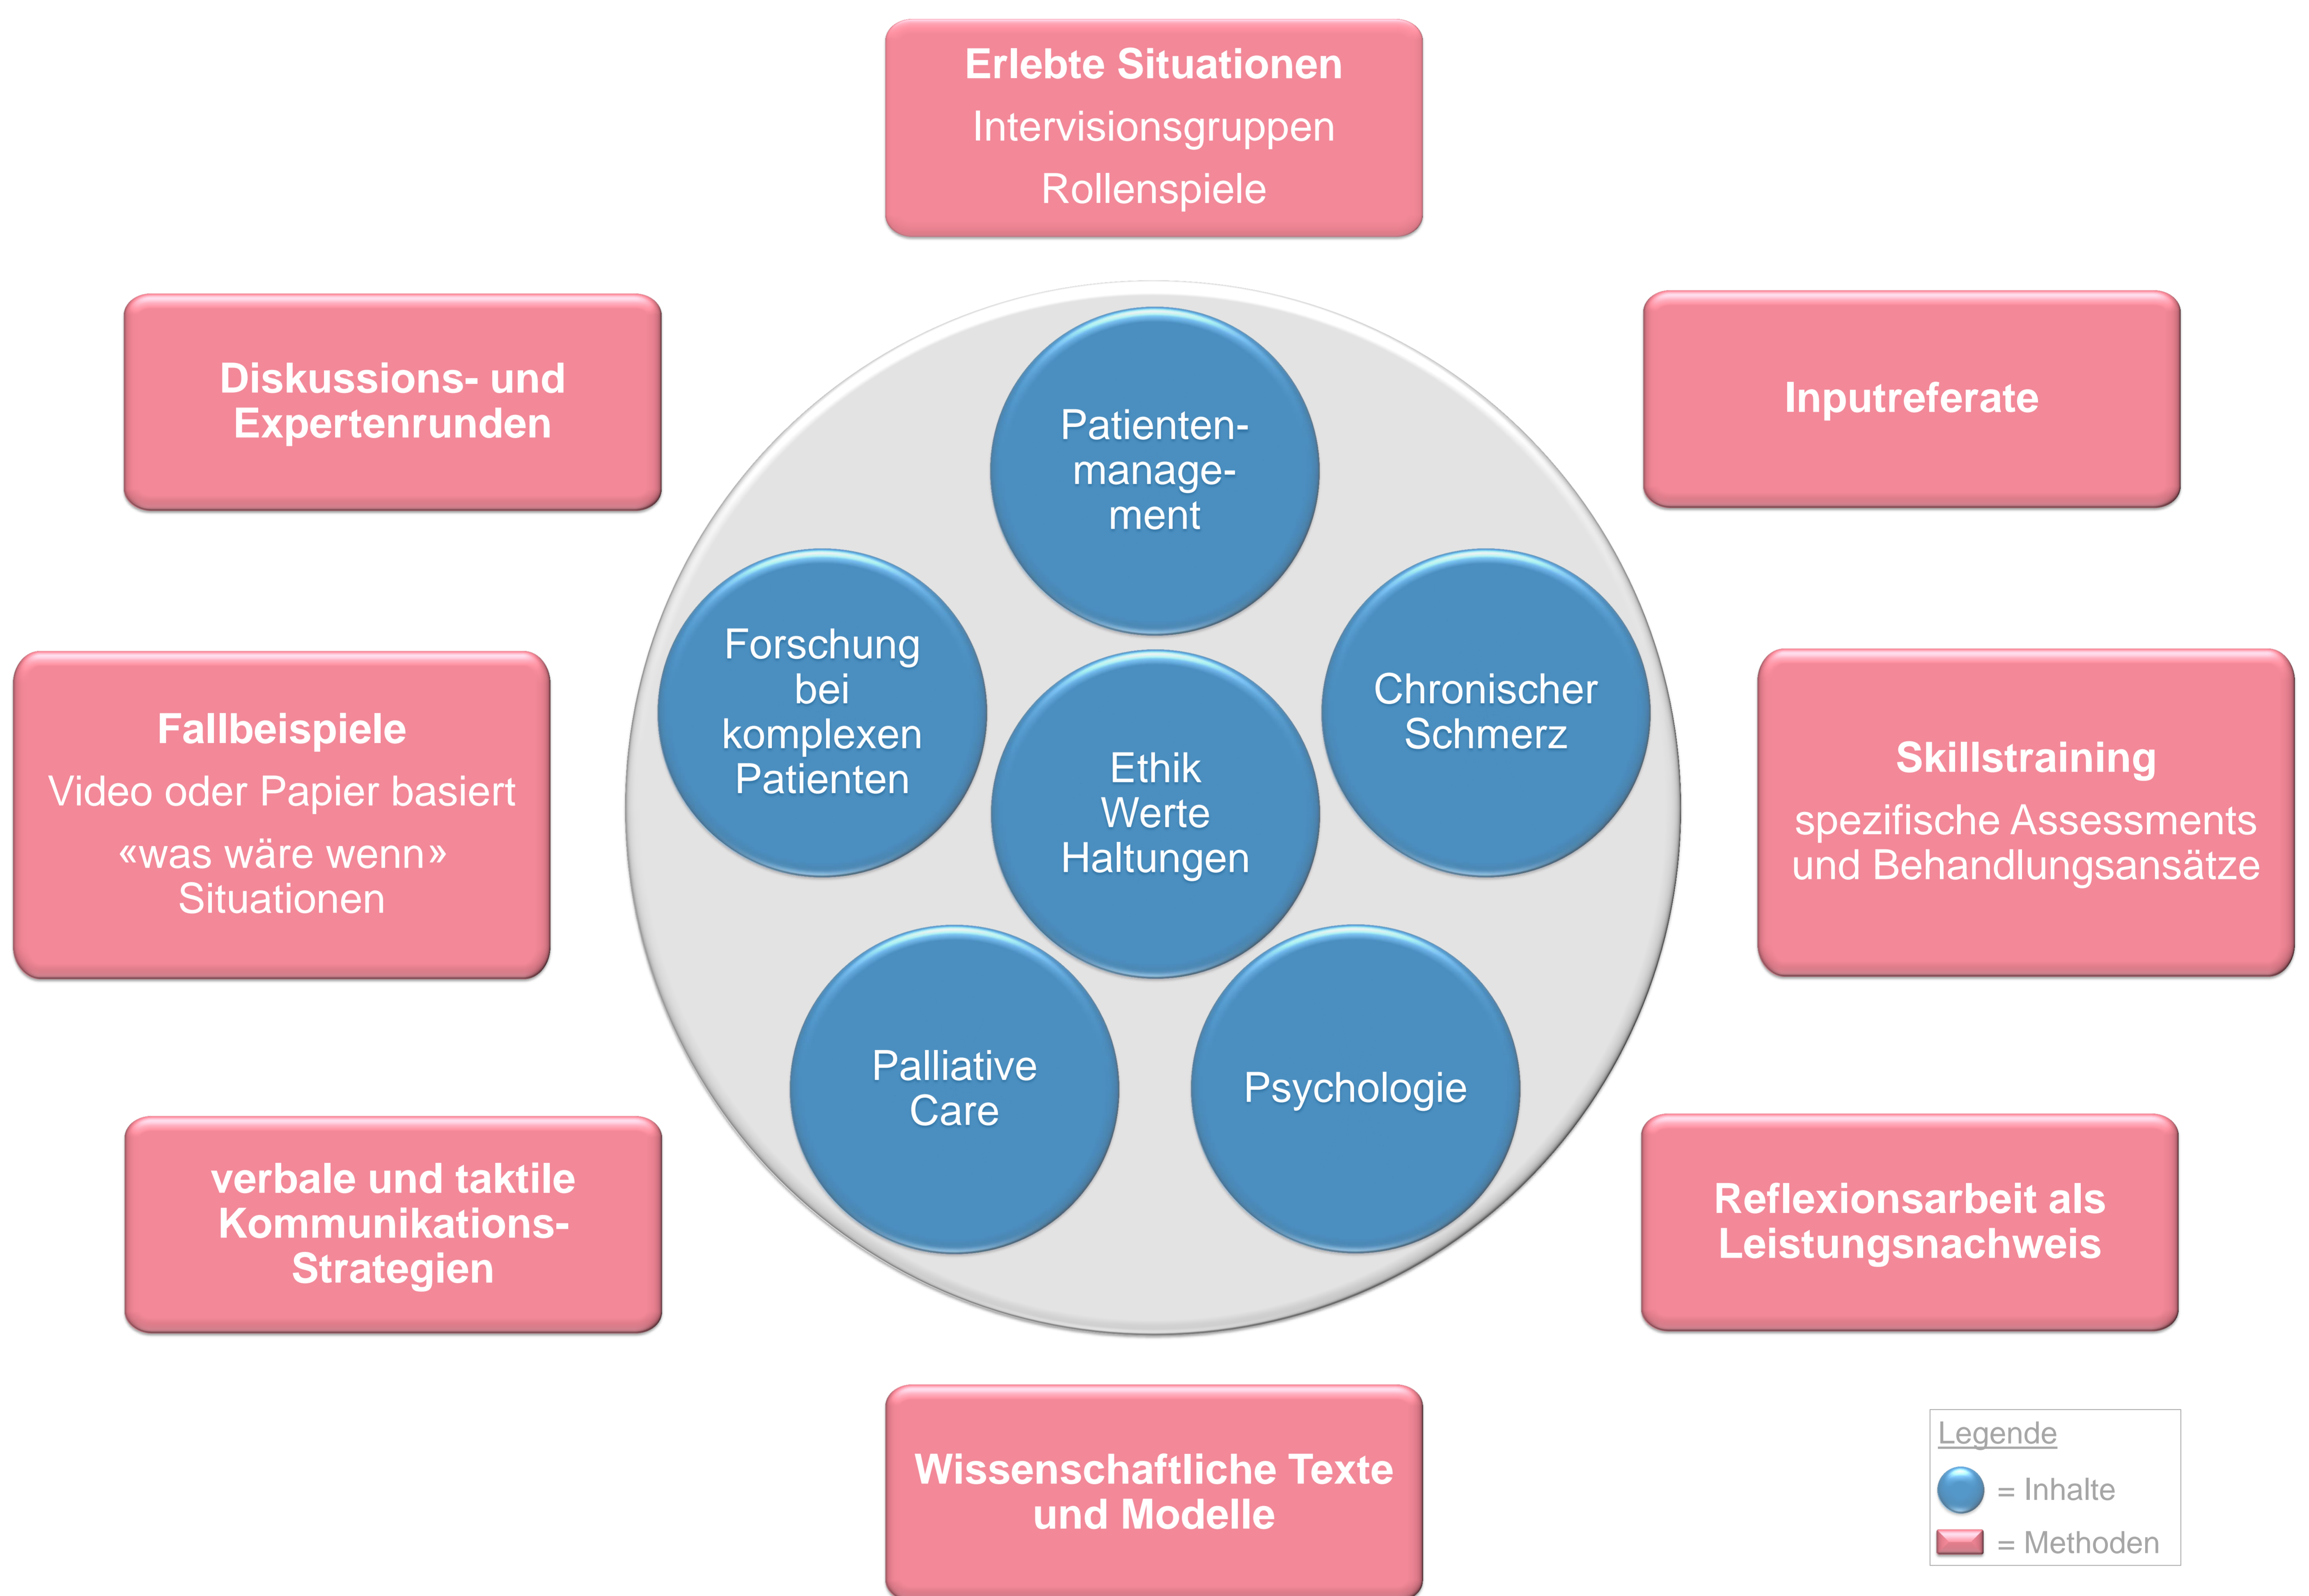 Erlebte Situationen
Intervisionsgruppen
Rollenspiele
Diskussions- und
Expertenrunden
Inputreferate
Patienten-
manage-
ment
Forschung
bei
komplexen
Patienten
Chronischer
Schmerz
Ethik
Werte
Haltungen
Fallbeispiele
Video oder Papier basiert
«was wäre wenn»
Situationen
Skillstraining
spezifische Assessments
und Behandlungsansätze
Palliative
Care
Psychologie
verbale und taktile
Kommunikations-
Strategien
Reflexionsarbeit als
Leistungsnachweis
Wissenschaftliche Texte
und Modelle
Legende
= Inhalte
= Methoden